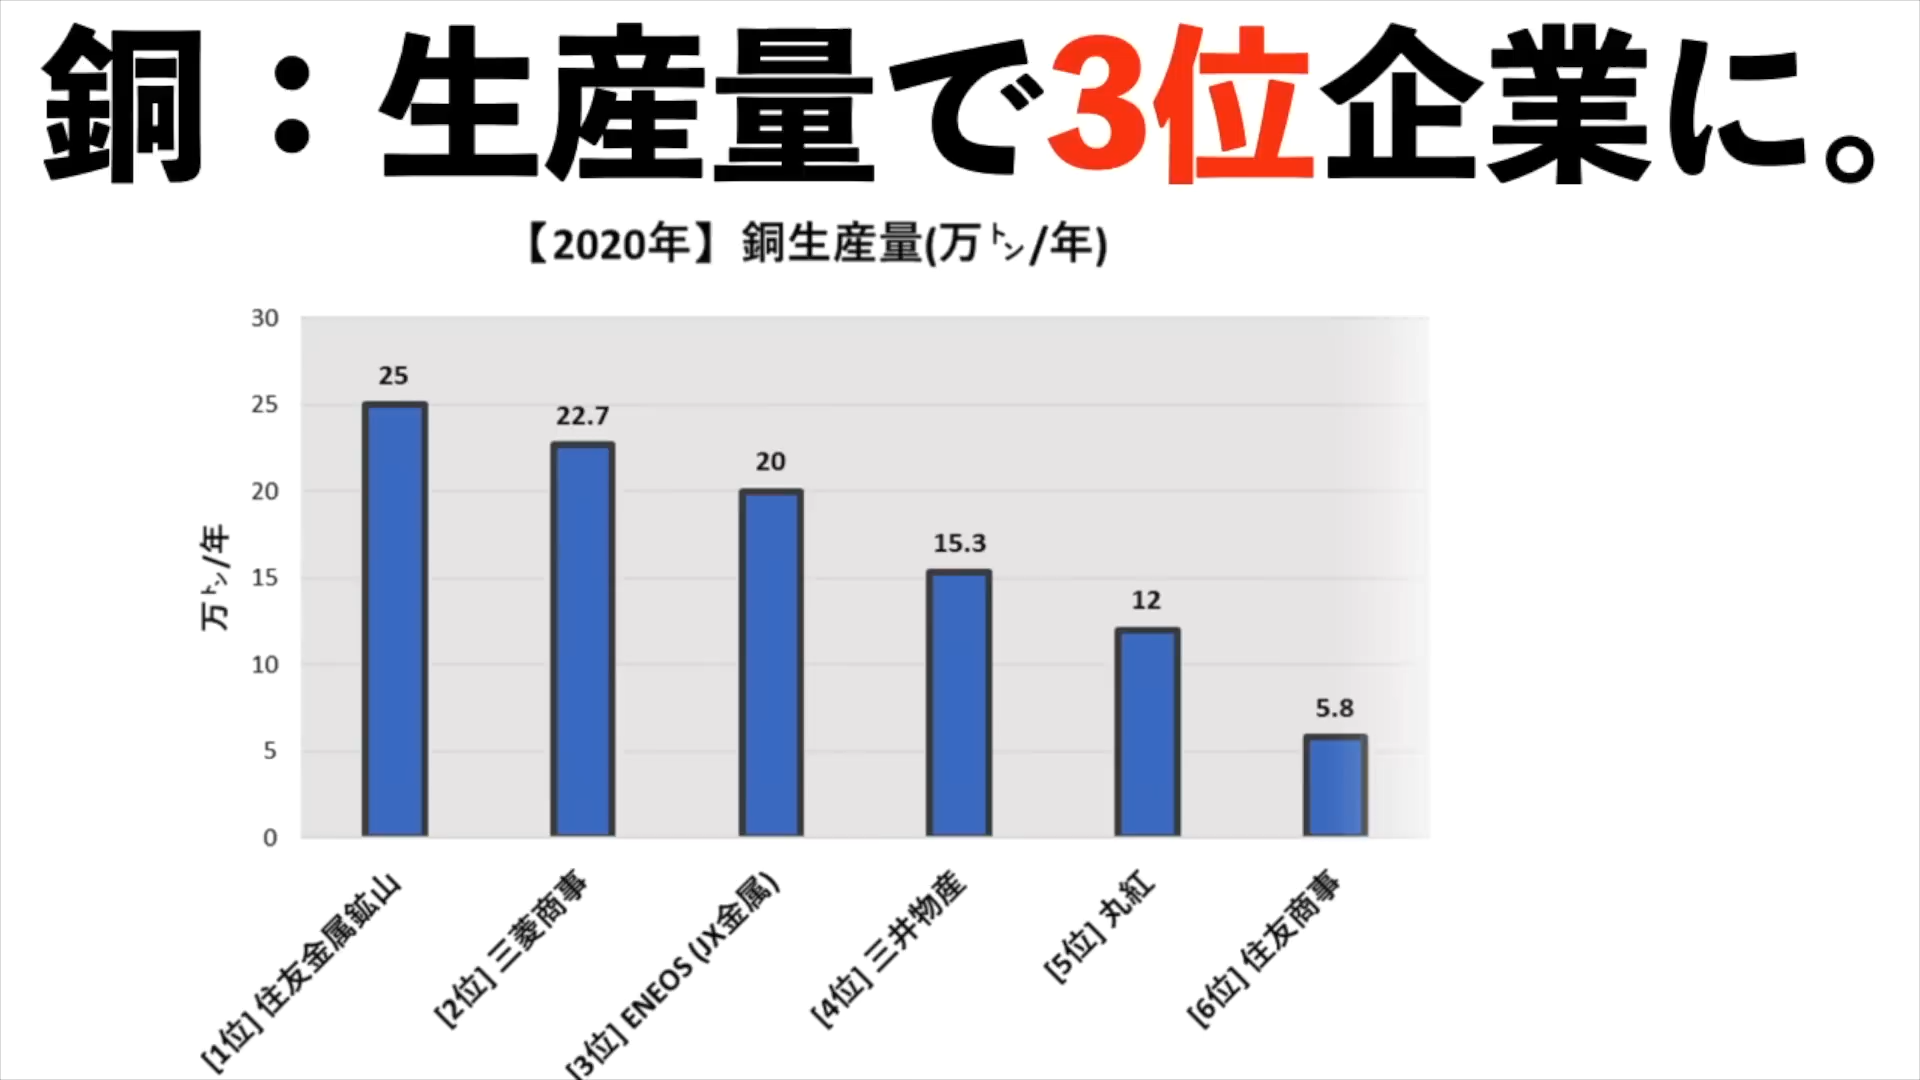 銅：生産量で3位企業に。
【2020年】銅生産量(万㌧/年)
30
25
20
15
10
5
0
万㌧/年
25
22.7
20
15.3
12
5.8
[1位] 住友金属鉱山
[2位] 三菱商事
[3位] ENEOS (JX金属)
[4位] 三井物産
[5位] 丸紅
[6位] 住友商事